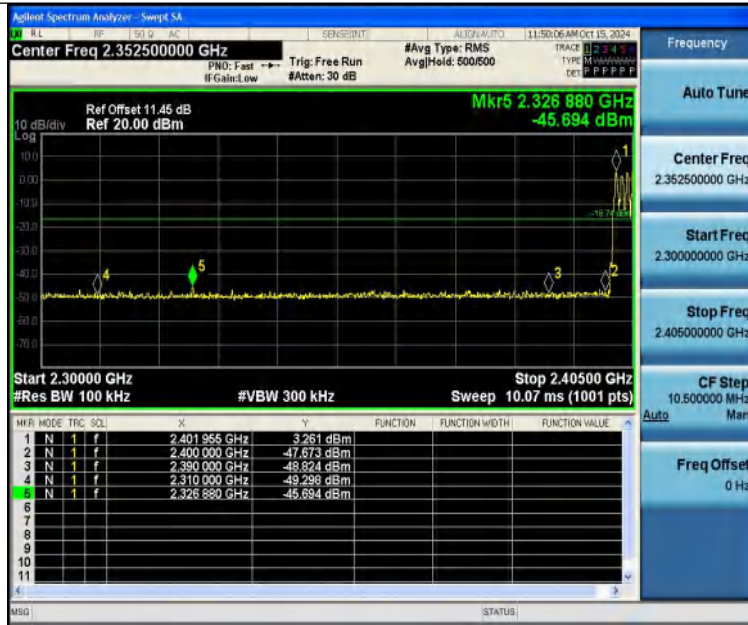 Agilent Spectrum Analyzer - Swept SA
RL RF 50 Ω AC SENSE:INT ALIGN AUTO 11:50:06 AM Oct 15, 2024
Center Freq 2.352500000 GHz
PNO: Fast
IFGain:Low
Trig: Free Run
#Atten: 30 dB
#Avg Type: RMS
Avg|Hold: 500/500
TRACE 1 2 3 4 5
TYPE M
DET P P P P P P
Ref Offset 11.45 dB
10 dB/div Ref 20.00 dBm
Log
Mkr5 2.326 880 GHz
-45.694 dBm
10.0
0.00
-10.0
-20.0
-30.0
-40.0
-50.0
-60.0
-70.0
1
4
5
3
2
Start 2.30000 GHz Stop 2.40500 GHz
#Res BW 100 kHz #VBW 300 kHz Sweep 10.07 ms (1001 pts)
MKR MODE TRC SCL X Y FUNCTION FUNCTION WIDTH FUNCTION VALUE
1 N 1 f 2.401 955 GHz 3.261 dBm
2 N 1 f 2.400 000 GHz -47.673 dBm
3 N 1 f 2.390 000 GHz -48.824 dBm
4 N 1 f 2.310 000 GHz -49.298 dBm
5 N 1 f 2.326 880 GHz -45.694 dBm
6
7
8
9
10
11
MSG STATUS
Frequency
Auto Tune
Center Freq
2.352500000 GHz
Start Freq
2.300000000 GHz
Stop Freq
2.405000000 GHz
CF Step
10.500000 MHz
Auto Man
Freq Offset
0 Hz